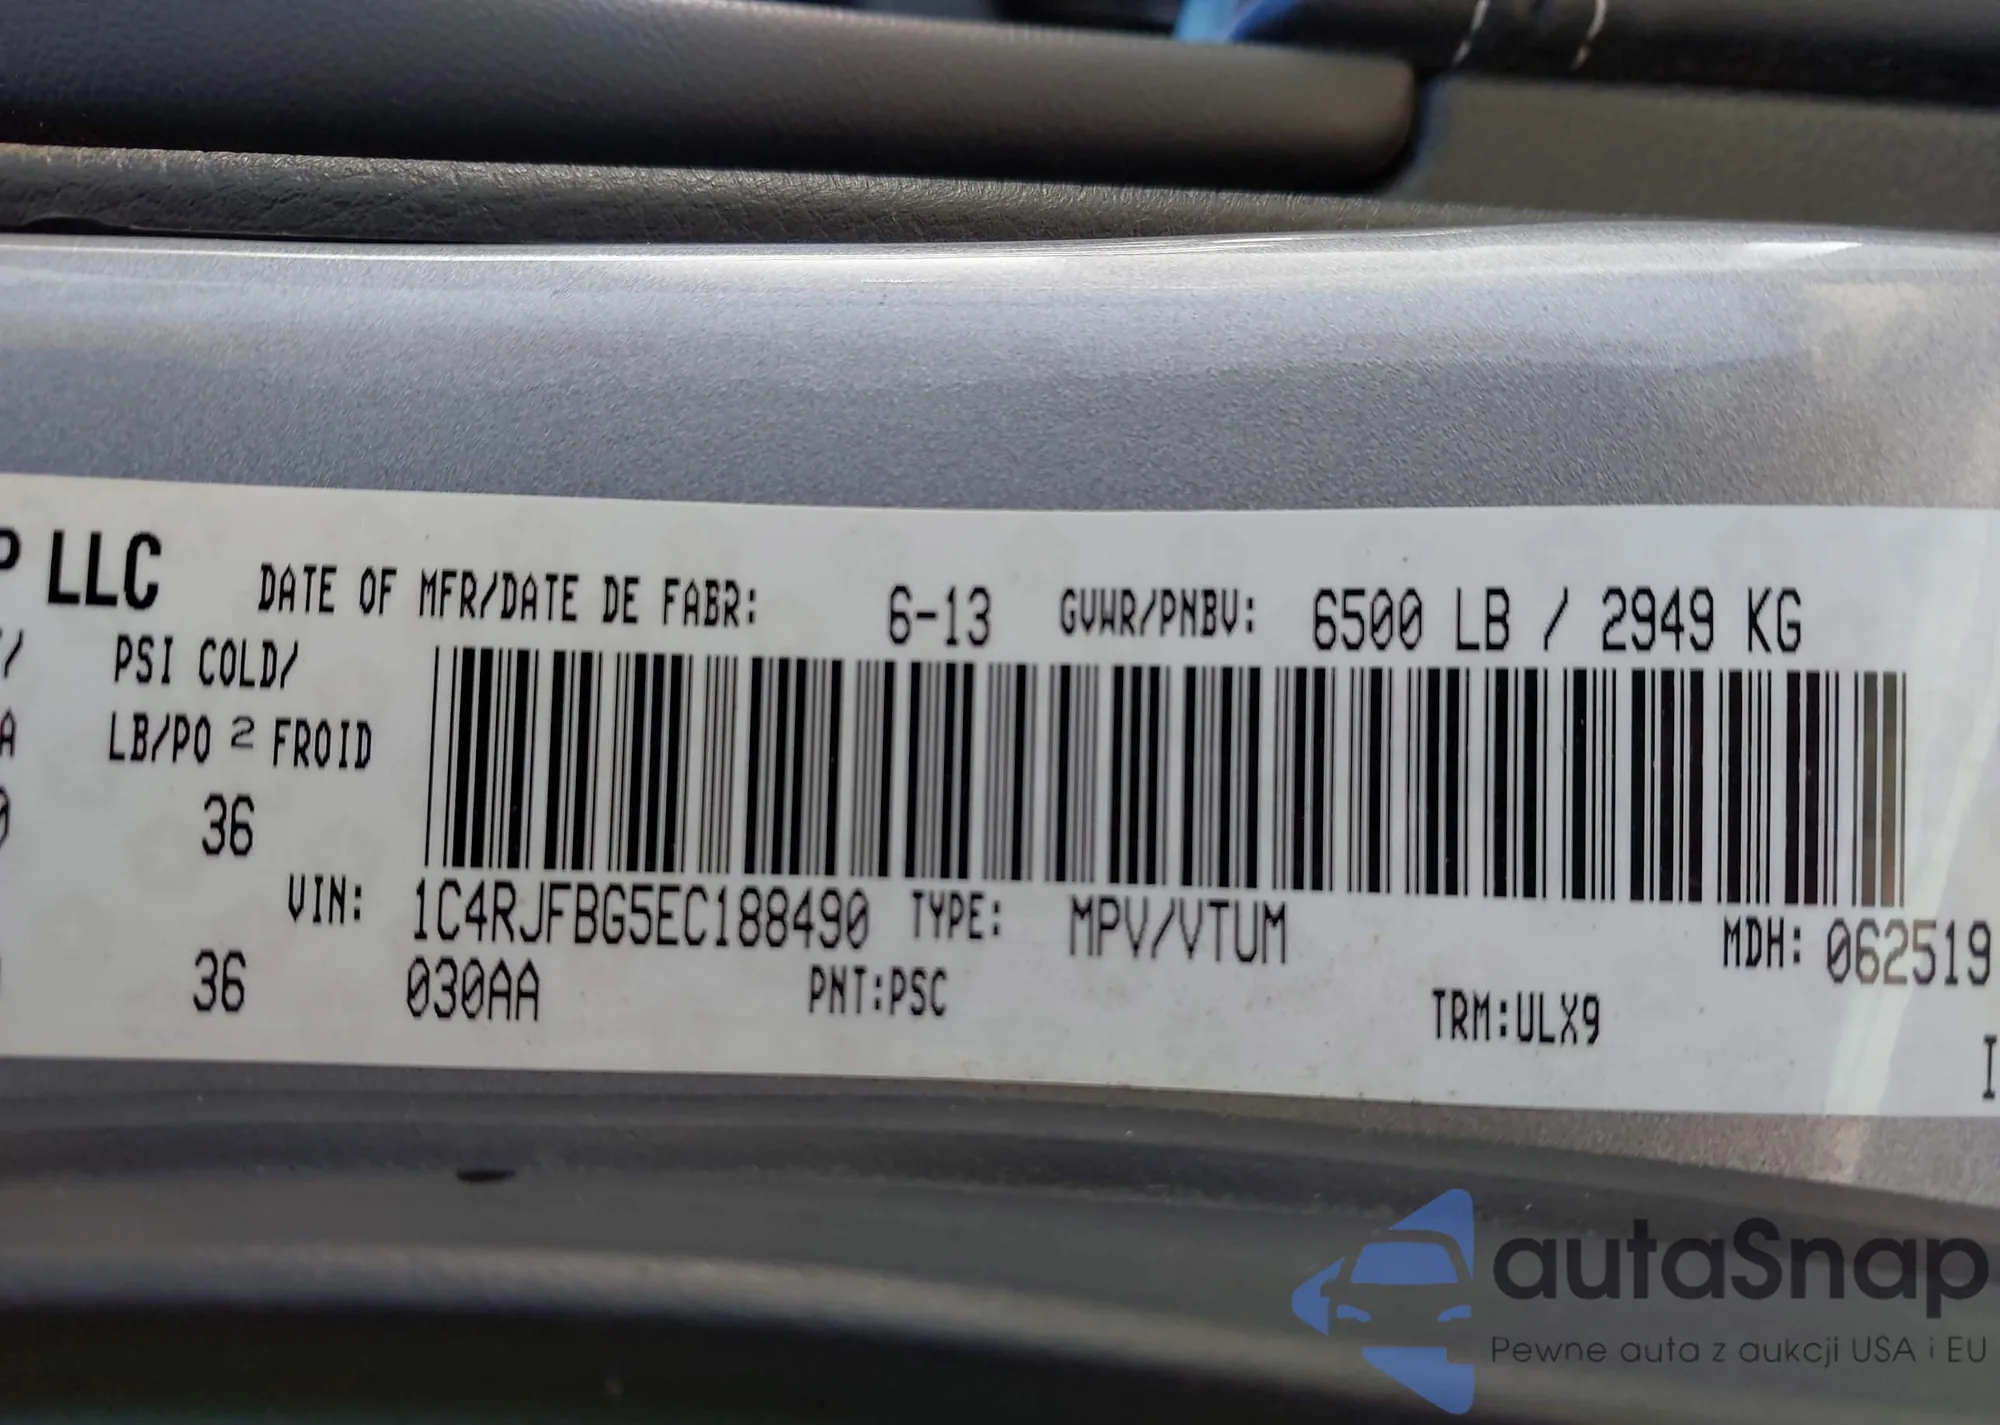 P LLC DATE OF MFR/DATE DE FABR: 6-13 GVWR/PNBV: 6500 LB / 2949 KG
/ PSI COLD/
A LB/PO 2 FROID
0 36
VIN: 1C4RJFBG5EC188490 TYPE: MPV/VTUM MDH: 062519
36 030AA PNT:PSC TRM:ULX9
I
autaSnap
Pewne auta z aukcji USA i EU